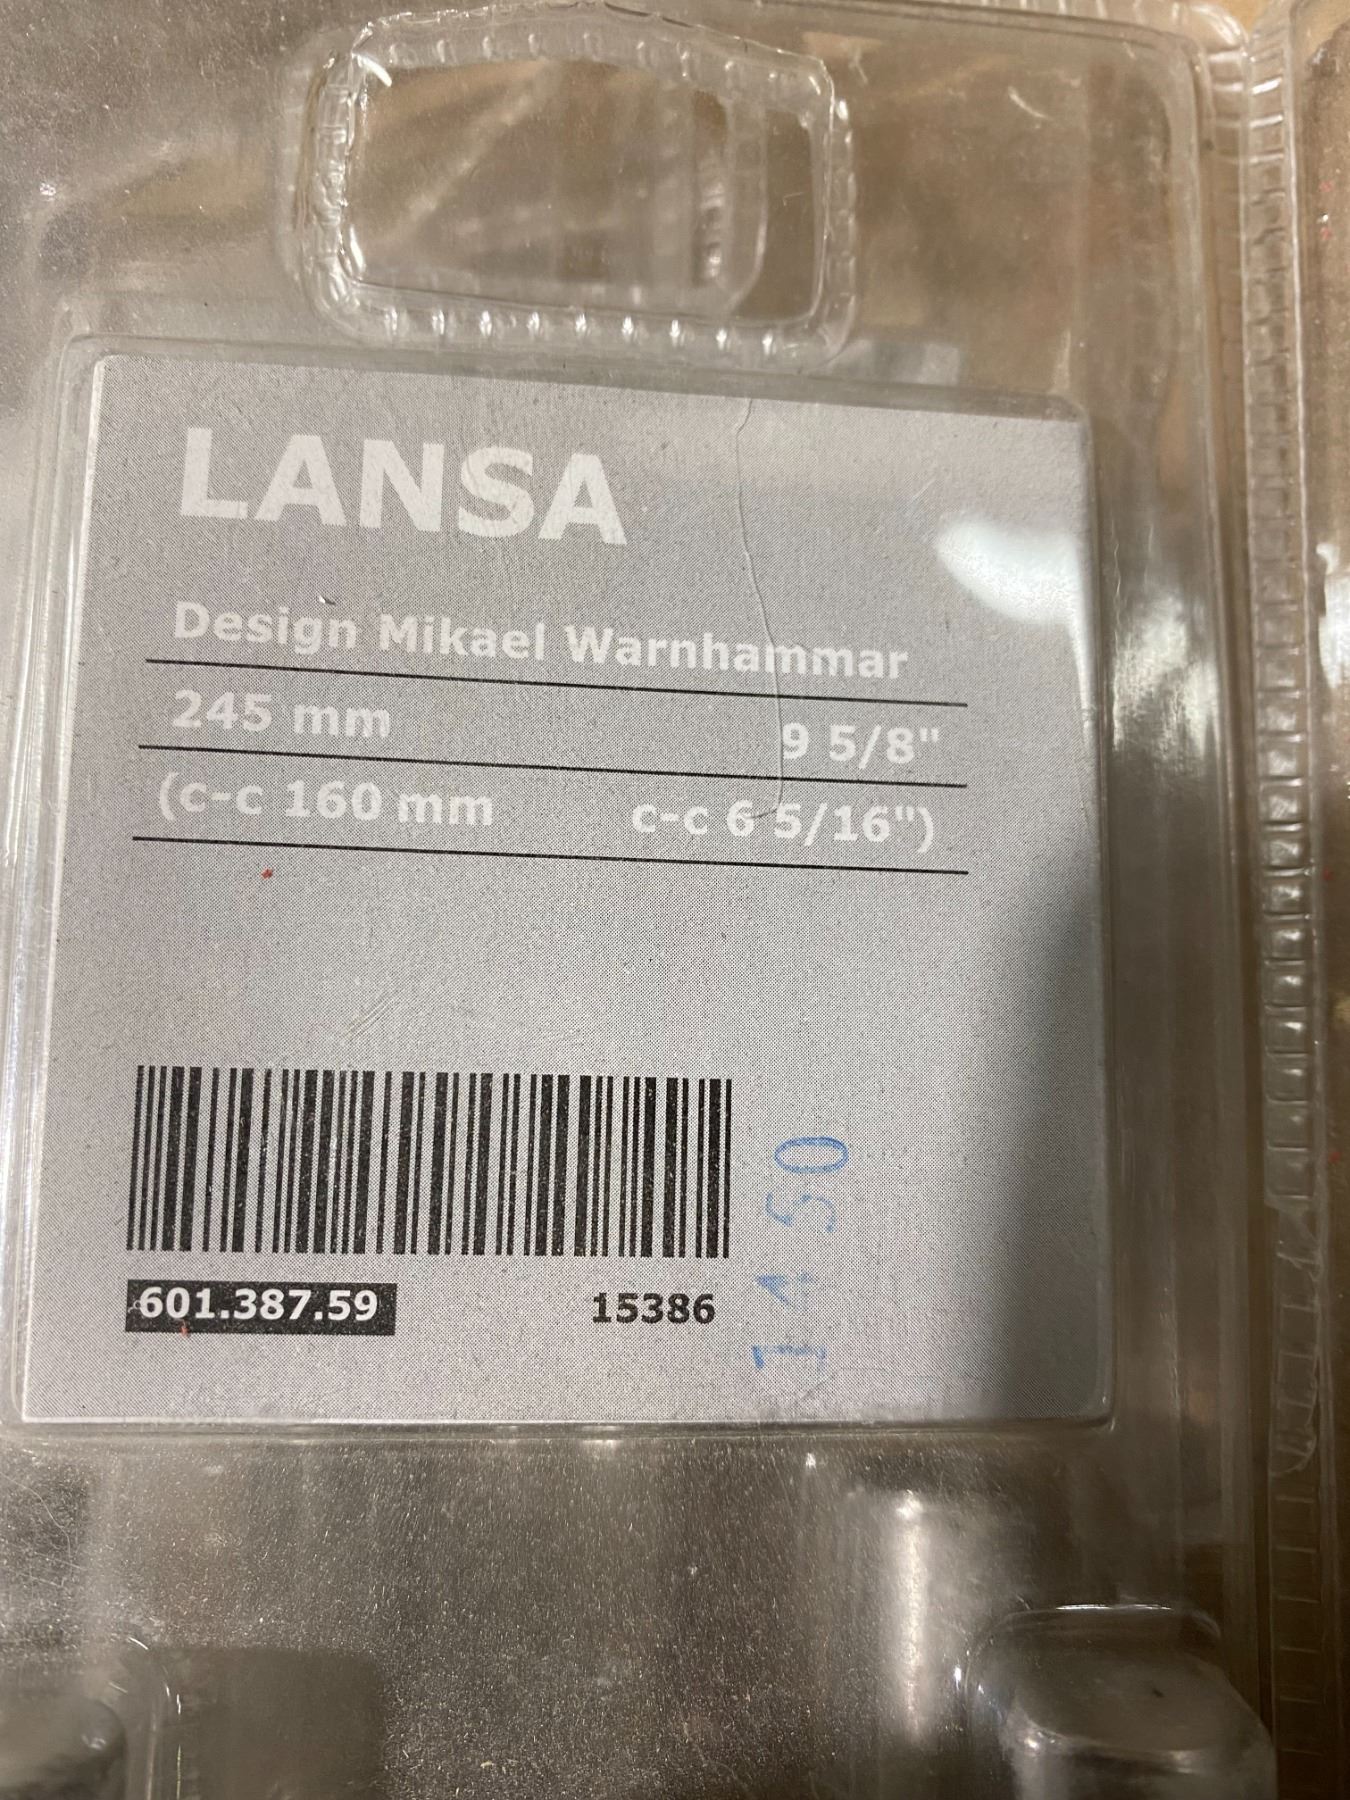 LANSA
Design Mikael Warnhammar
245 mm 9 5/8"
(c-c 160 mm c-c 6 5/16")
601.387.59 15386
14:50